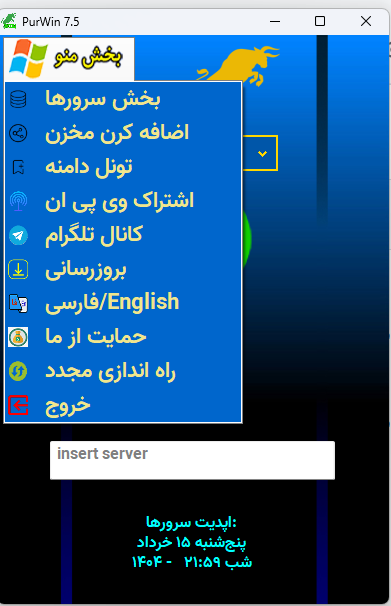 PurWin 7.5
بخش منو
بخش سرورها
اضافه کرن مخزن
تونل دامنه
اشتراک وی پی ان
کانال تلگرام
بروزرسانی
فارسی/English
حمایت از ما
راه اندازی مجدد
خروج
insert server
اپدیت سرورها:
پنج‌شنبه ۱۵ خرداد
۱۴۰۴ - ۲۱:۵۹ شب